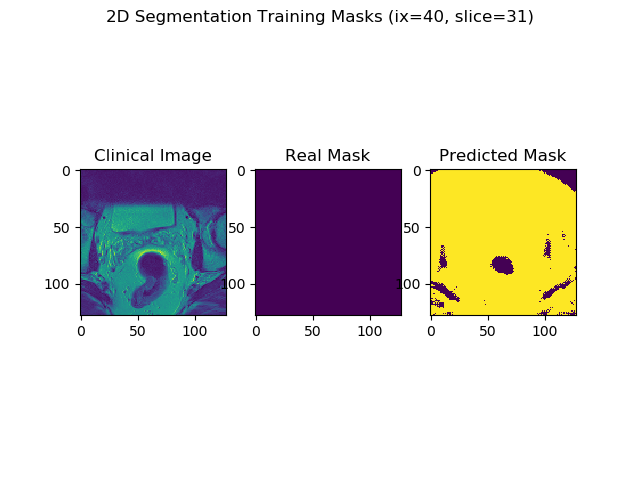 2D Segmentation Training Masks (ix=40, slice=31)
Clinical Image Real Mask Predicted Mask
0 0 0
50 50 50
100 100 100
0 50 100 0 50 100 0 50 100